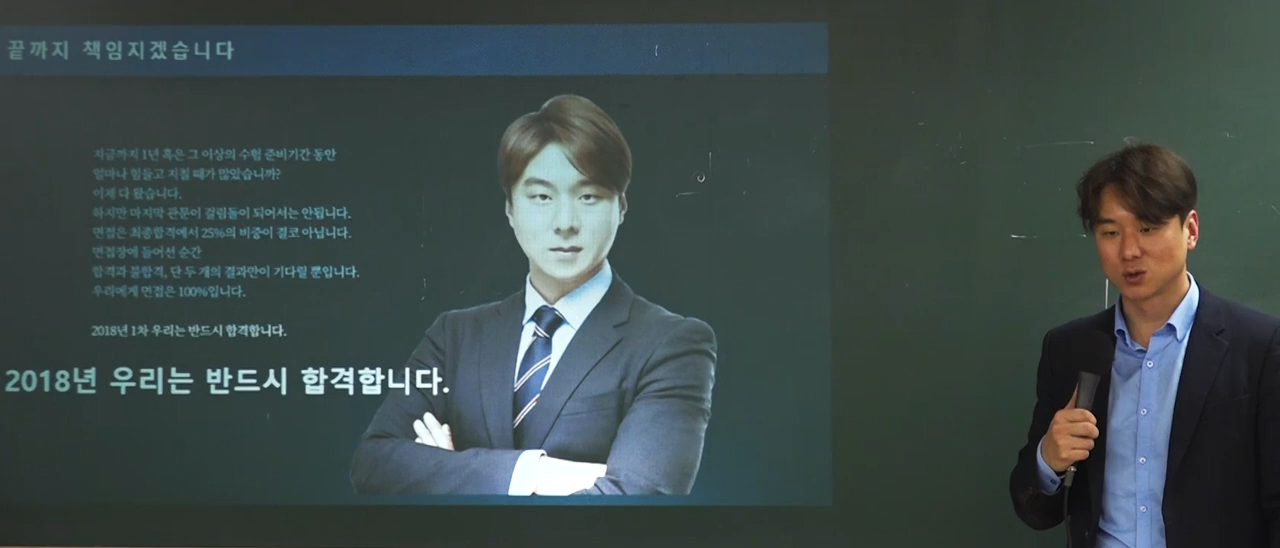 끝까지 책임지겠습니다
지금까지 1년 혹은 그 이상의 수험 준비기간 동안
얼마나 힘들고 지칠 때가 많았습니까?
이제 다 왔습니다.
하지만 마지막 관문이 걸림돌이 되어서는 안됩니다.
면접은 최종합격에서 25%의 비중이 결코 아닙니다.
면접장에 들어선 순간
합격과 불합격, 단 두 개의 결과만이 기다릴 뿐입니다.
우리에게 면접은 100%입니다.
2018년 1차 우리는 반드시 합격합니다.
2018년 우리는 반드시 합격합니다.